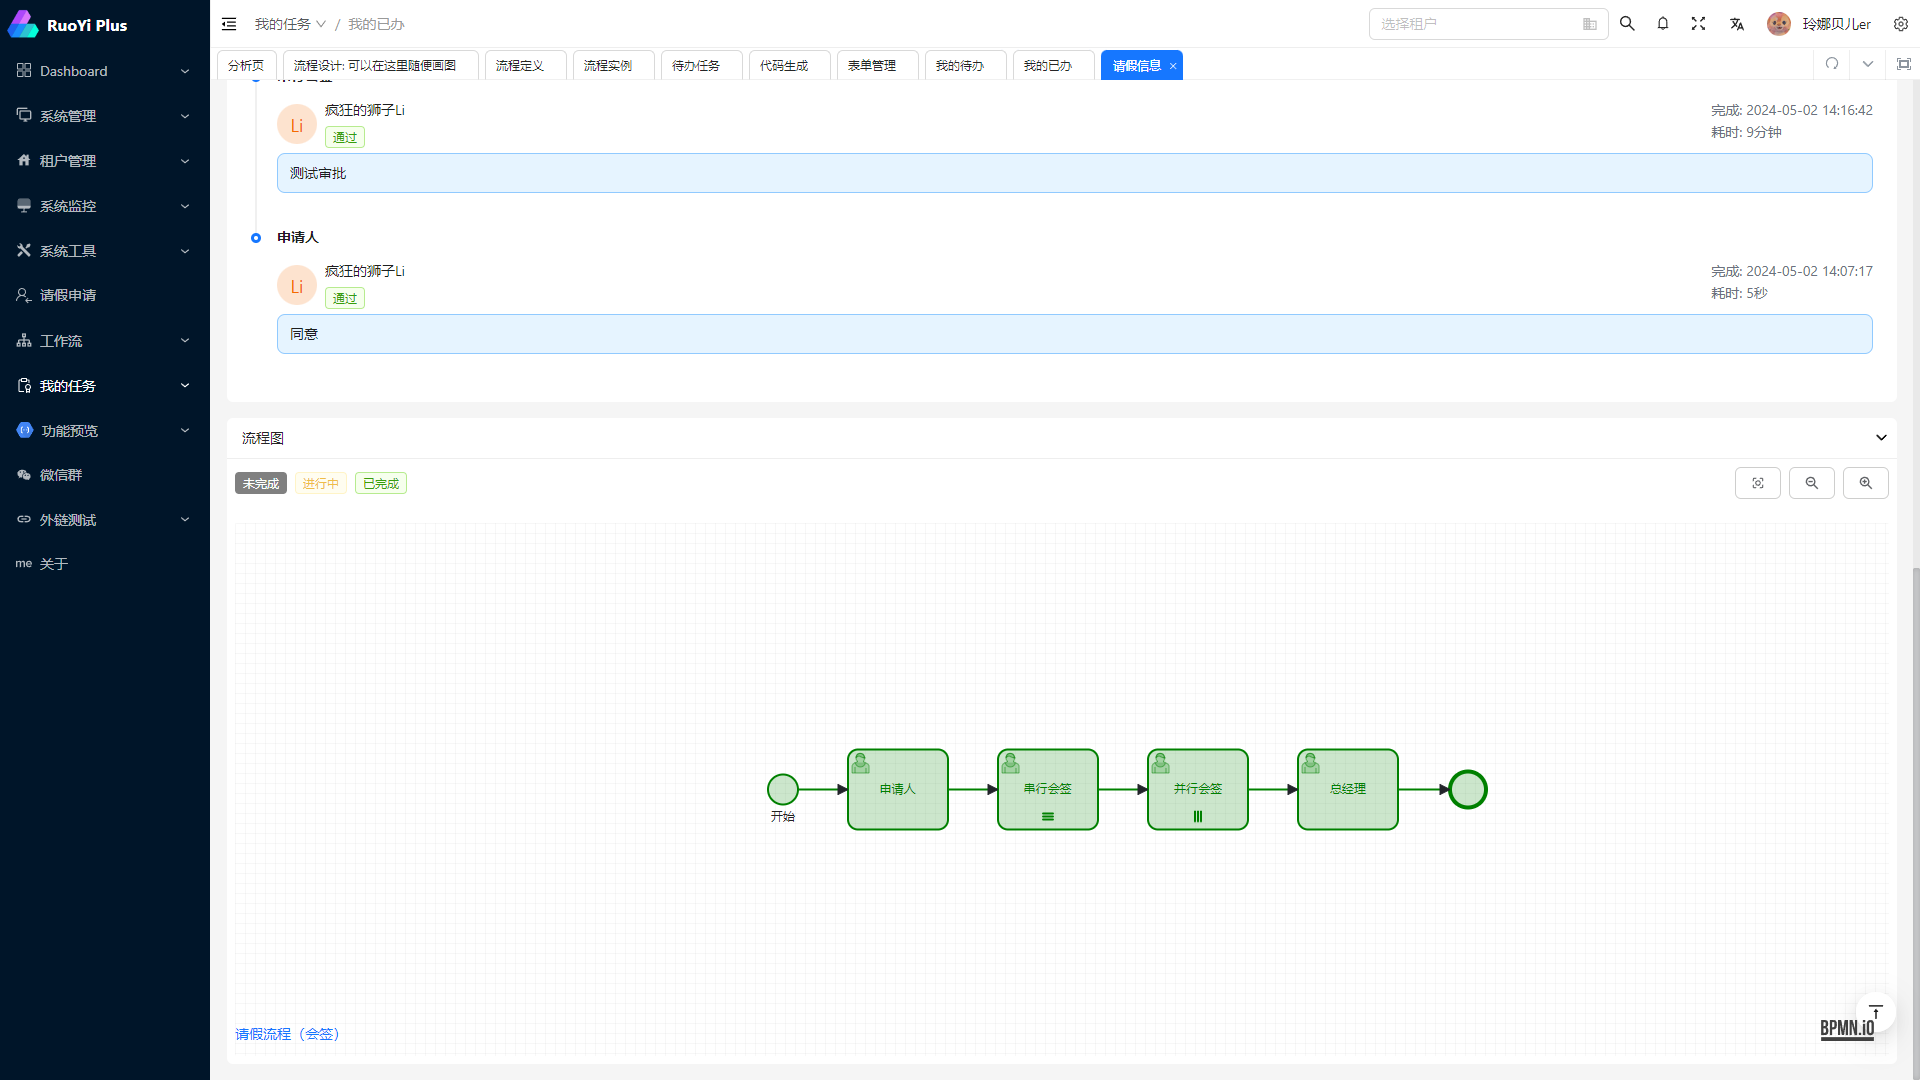 RuoYi Plus
我的任务 / 我的已办
选择租户
玲娜贝儿er
分析页
流程设计: 可以在这里随便画图
流程定义
流程实例
待办任务
代码生成
表单管理
我的待办
我的已办
请假信息
Dashboard
系统管理
租户管理
系统监控
系统工具
请假申请
工作流
我的任务
功能预览
微信群
外链测试
me 关于
Li
疯狂的狮子Li
通过
完成: 2024-05-02 14:16:42
耗时: 9分钟
测试审批
申请人
Li
疯狂的狮子Li
通过
完成: 2024-05-02 14:07:17
耗时: 5秒
同意
流程图
未完成
进行中
已完成
开始
申请人
串行会签
并行会签
总经理
请假流程（会签）
BPMN.iO